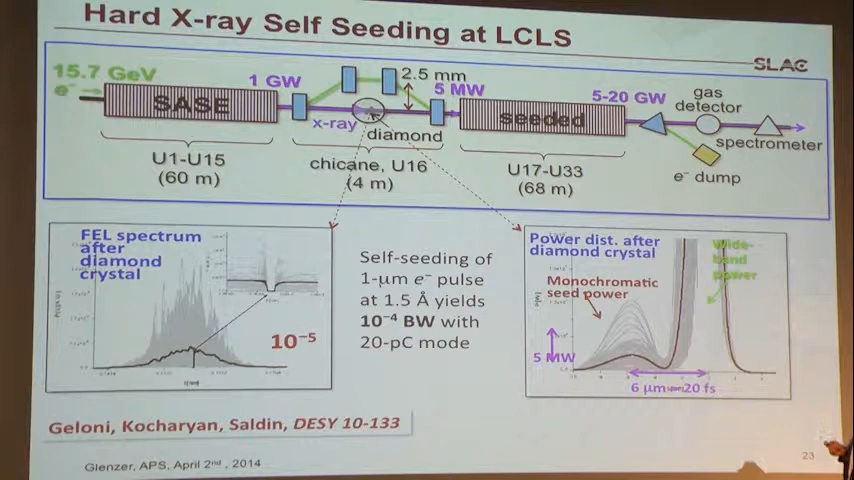 Hard X-ray Self Seeding at LCLS
SLAC
15.7 GeV
e⁻
SASE
1 GW
2.5 mm
5 MW
x-ray
diamond
seeded
5-20 GW
gas
detector
spectrometer
e⁻ dump
U1-U15
(60 m)
chicane, U16
(4 m)
U17-U33
(68 m)
FEL spectrum
after
diamond
crystal
10⁻⁵
Self-seeding of
1-μm e⁻ pulse
at 1.5 Å yields
10⁻⁴ BW with
20-pC mode
Power dist. after
diamond crystal
Wide-
band
power
Monochromatic
seed power
5 MW
6 μm≈20 fs
Geloni, Kocharyan, Saldin, DESY 10-133
Glenzer, APS, April 2nd, 2014
23